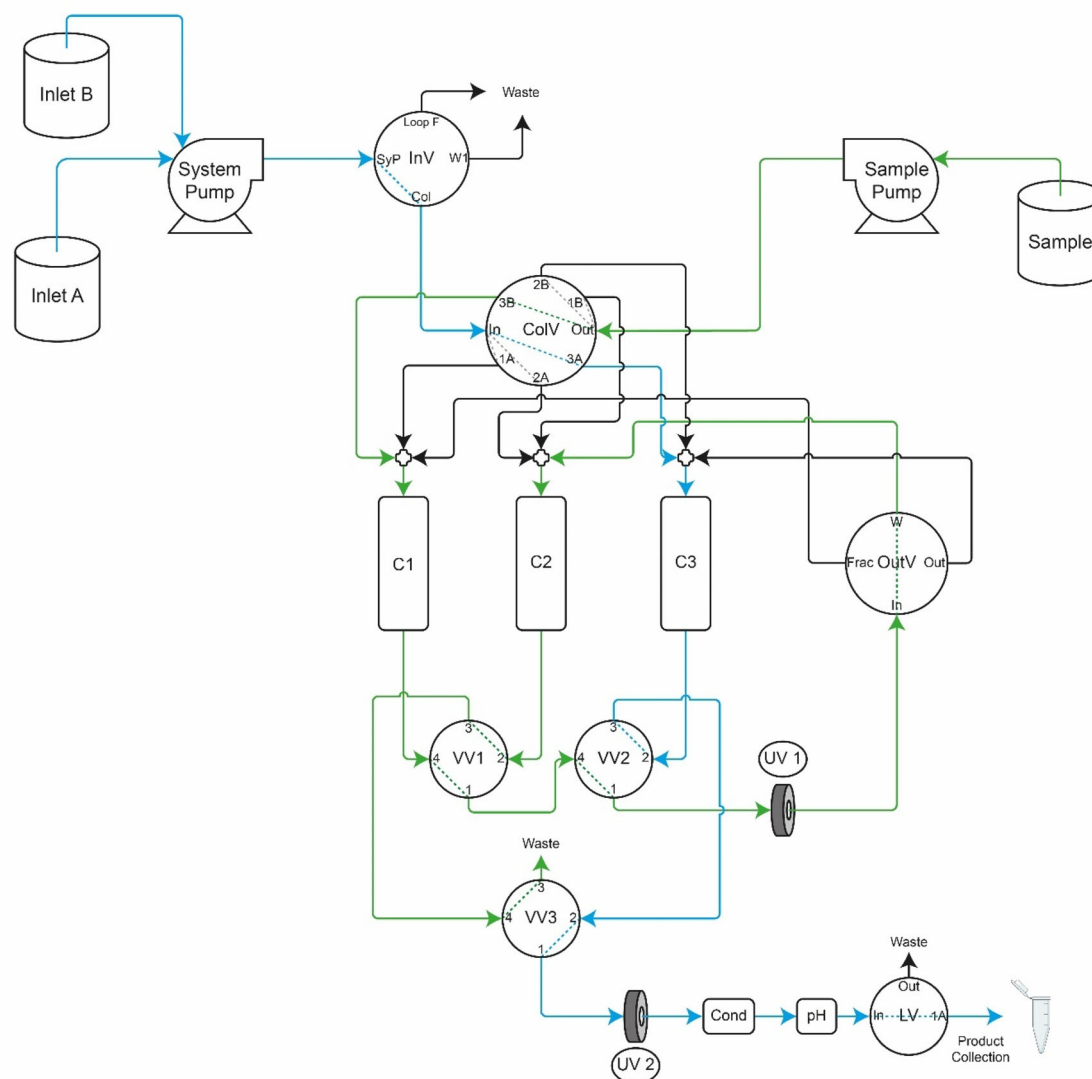 Inlet B
Inlet A
System
Pump
Loop F
SyP
InV
W1
Col
Waste
Sample
Pump
Sample
2B
3B
1B
In
ColV
Out
1A
3A
2A
C1
C2
C3
W
Frac
OutV
Out
In
3
4
VV1
2
1
3
4
VV2
2
1
UV 1
Waste
3
4
VV3
2
1
UV 2
Cond
pH
Waste
Out
In
LV
1A
Product
Collection